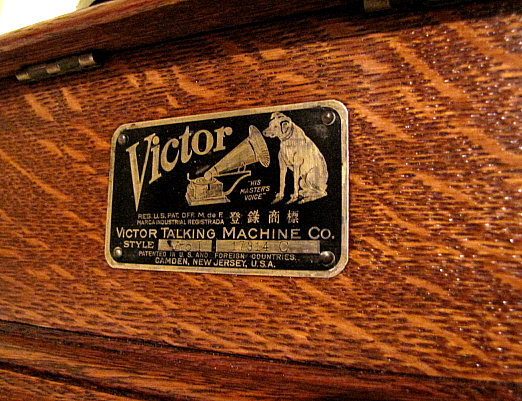 Victor
"HIS
MASTER'S
VOICE"
REG. U.S. PAT. OFF. M. de F.
MARCA INDUSTRIAL REGISTRADA
登錄商標
VICTOR TALKING MACHINE CO.
STYLE
PATENTED IN U.S. AND FOREIGN COUNTRIES.
CAMDEN, NEW JERSEY, U.S.A.